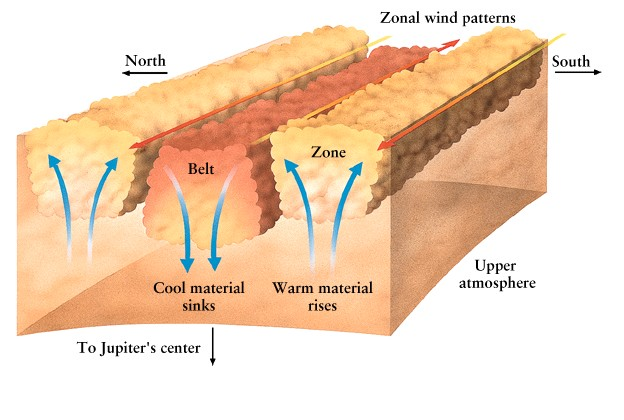 Zonal wind patterns
North
South
Zone
Belt
Upper
atmosphere
Cool material
sinks
Warm material
rises
To Jupiter's center